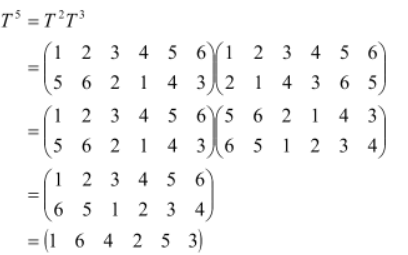 T⁵ = T²T³
= (1 2 3 4 5 6)(1 2 3 4 5 6)
(5 6 2 1 4 3)(2 1 4 3 6 5)
= (1 2 3 4 5 6)(5 6 2 1 4 3)
(5 6 2 1 4 3)(6 5 1 2 3 4)
= (1 2 3 4 5 6)
(6 5 1 2 3 4)
= (1 6 4 2 5 3)